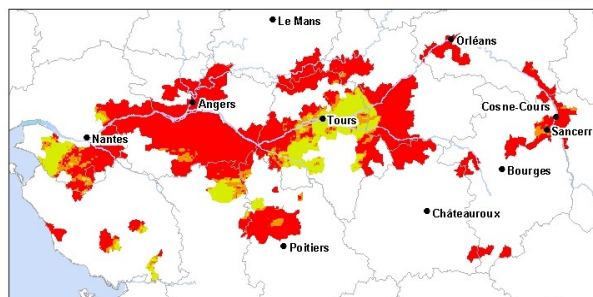 Le Mans
Orléans
Angers
Cosne-Cours
Tours
Sancerr
Nantes
Bourges
Châteauroux
Poitiers